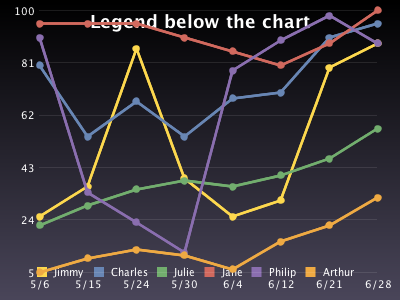 Legend below the chart
100
81
62
43
24
5
Jimmy Charles Julie Jane Philip Arthur
5/6 5/15 5/24 5/30 6/4 6/12 6/21 6/28